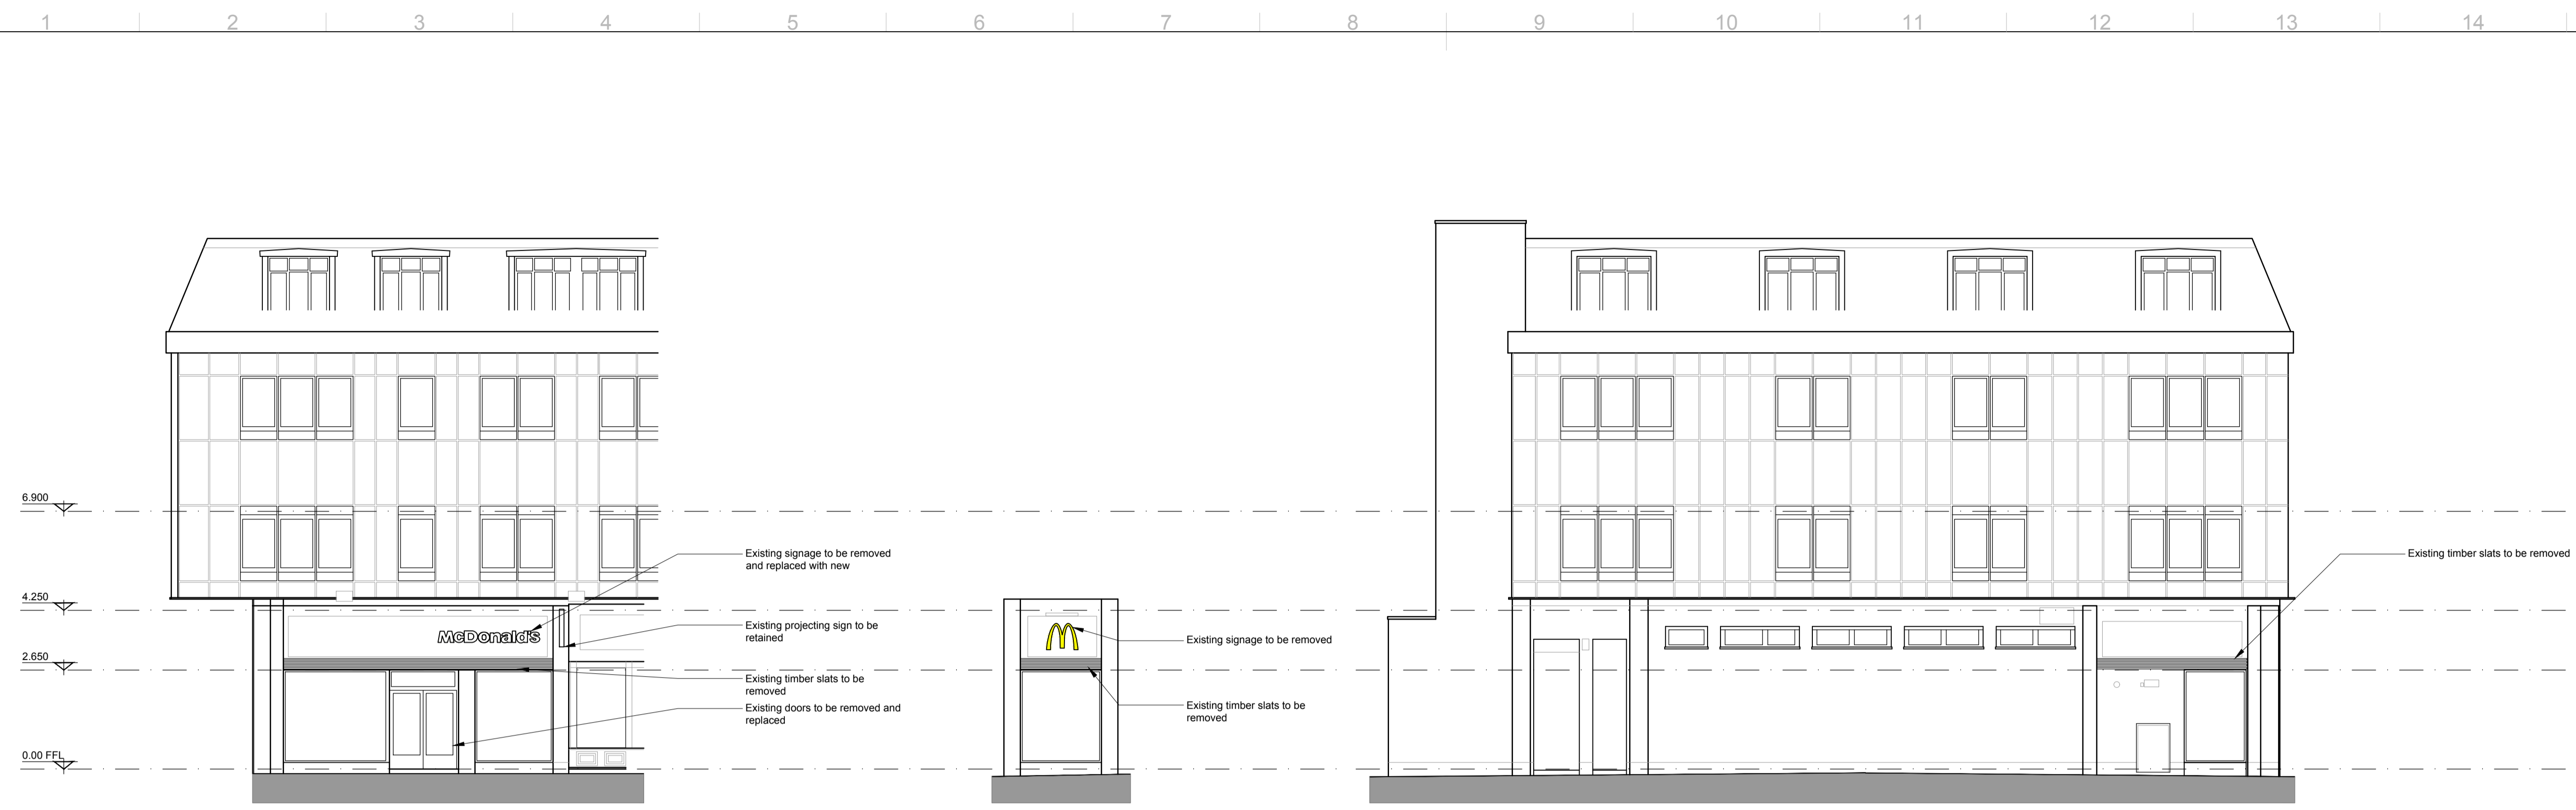 1 2 3 4 5 6 7 8 9 10 11 12 13 14
6.900
Existing signage to be removed
and replaced with new
Existing timber slats to be removed
4.250
McDonald's
Existing projecting sign to be
retained
Existing signage to be removed
2.650
Existing timber slats to be
removed
Existing doors to be removed and
replaced
Existing timber slats to be
removed
0.00 FFL